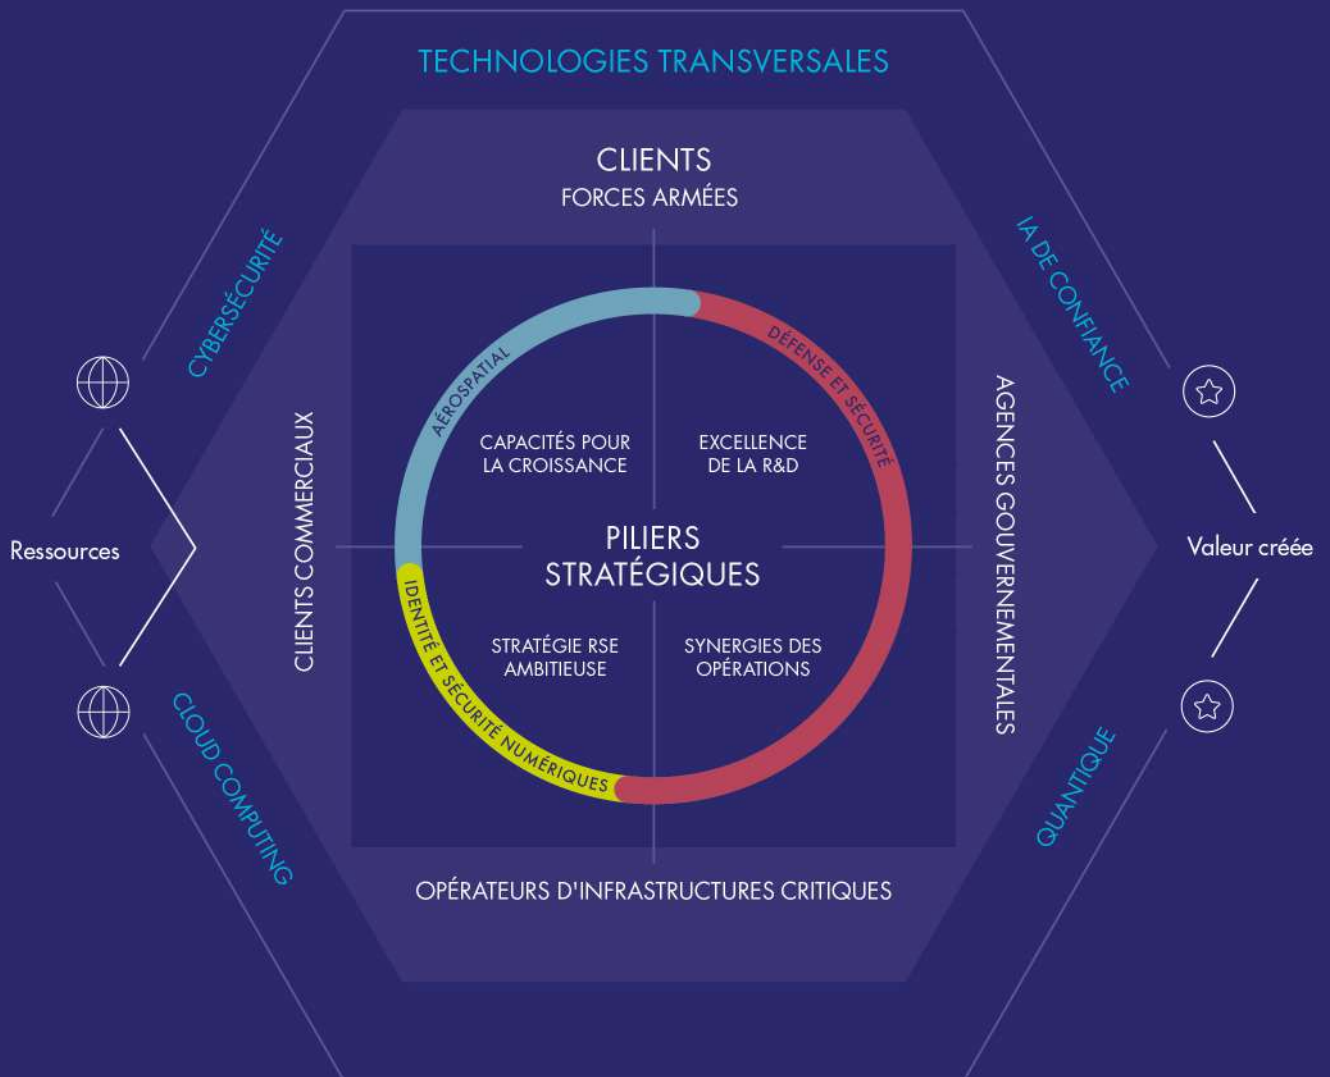 TECHNOLOGIES TRANSVERSALES
CLIENTS
FORCES ARMÉES
CYBERSÉCURITÉ
IA DE CONFIANCE
AÉROSPATIAL
DÉFENSE ET SÉCURITÉ
CLIENTS COMMERCIAUX
AGENCES GOUVERNEMENTALES
CAPACITÉS POUR
LA CROISSANCE
EXCELLENCE
DE LA R&D
Ressources
PILIERS
STRATÉGIQUES
Valeur créée
IDENTITÉ ET SÉCURITÉ NUMÉRIQUES
STRATÉGIE RSE
AMBITIEUSE
SYNERGIES DES
OPÉRATIONS
CLOUD COMPUTING
QUANTIQUE
OPÉRATEURS D'INFRASTRUCTURES CRITIQUES